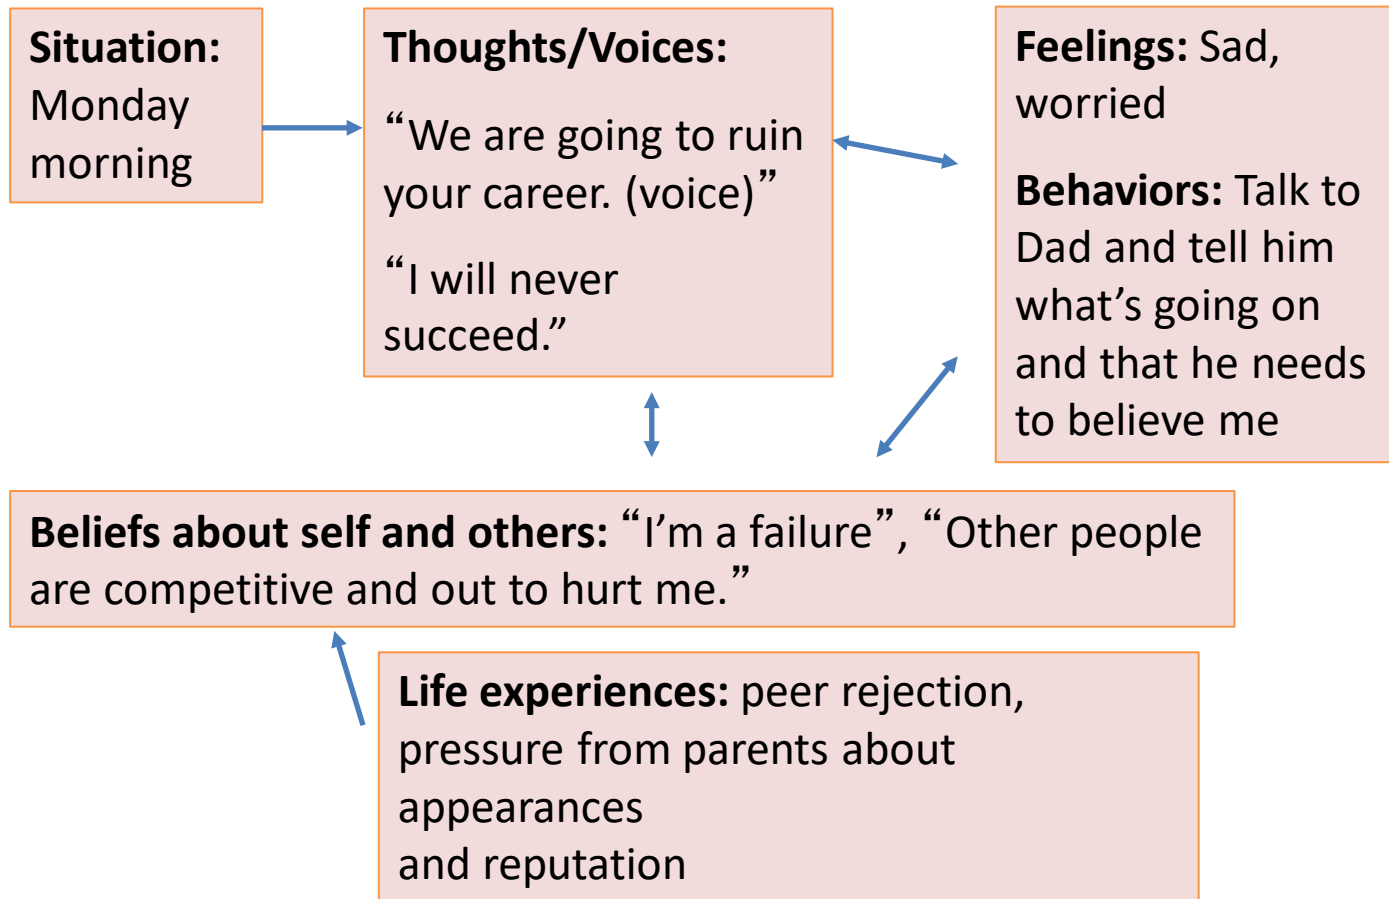 Situation:
Monday
morning
Thoughts/Voices:
“We are going to ruin
your career. (voice)”
“I will never
succeed.”
Feelings: Sad,
worried
Behaviors: Talk to
Dad and tell him
what’s going on
and that he needs
to believe me
Beliefs about self and others: “I’m a failure”, “Other people
are competitive and out to hurt me.”
Life experiences: peer rejection,
pressure from parents about
appearances
and reputation